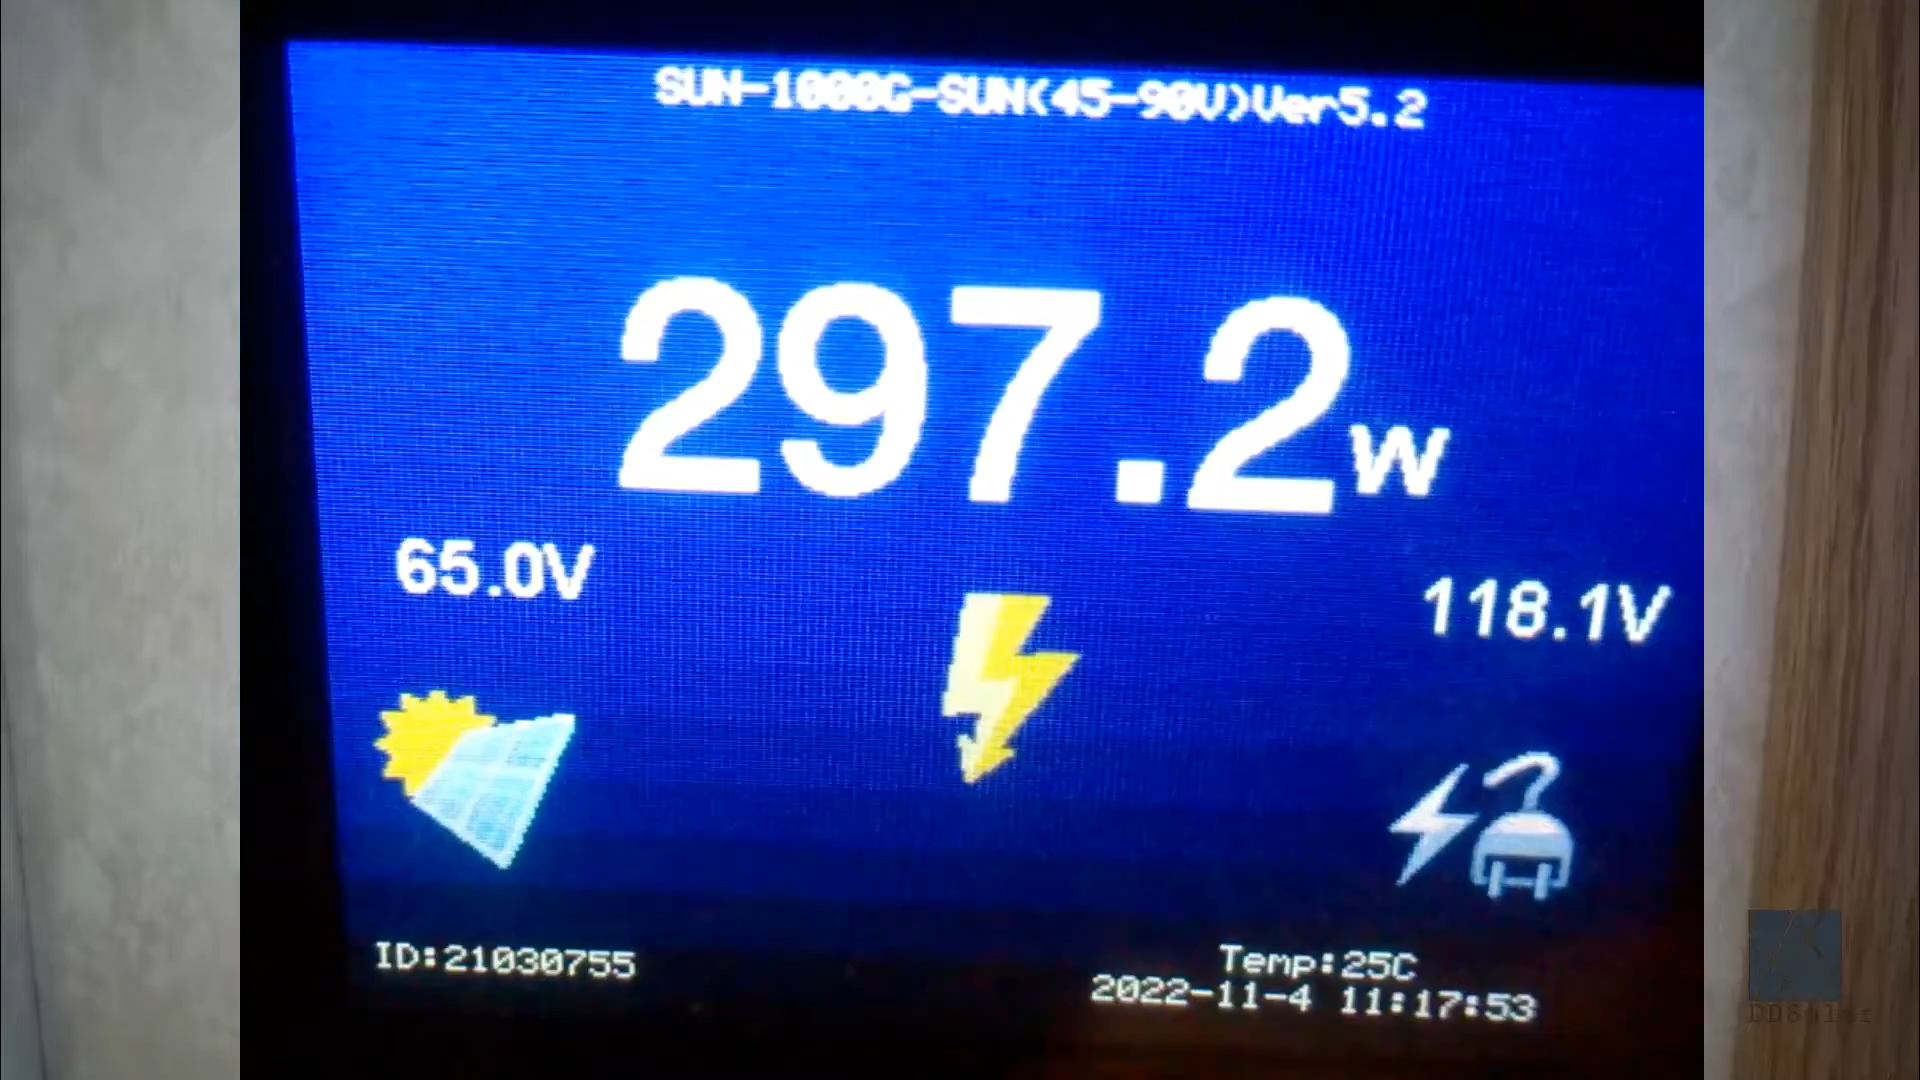 SUN-1000G-SUN(45-90V)Ver5.2
297.2W
65.0V
118.1V
ID:21030755
Temp:25C
2022-11-4 11:17:53